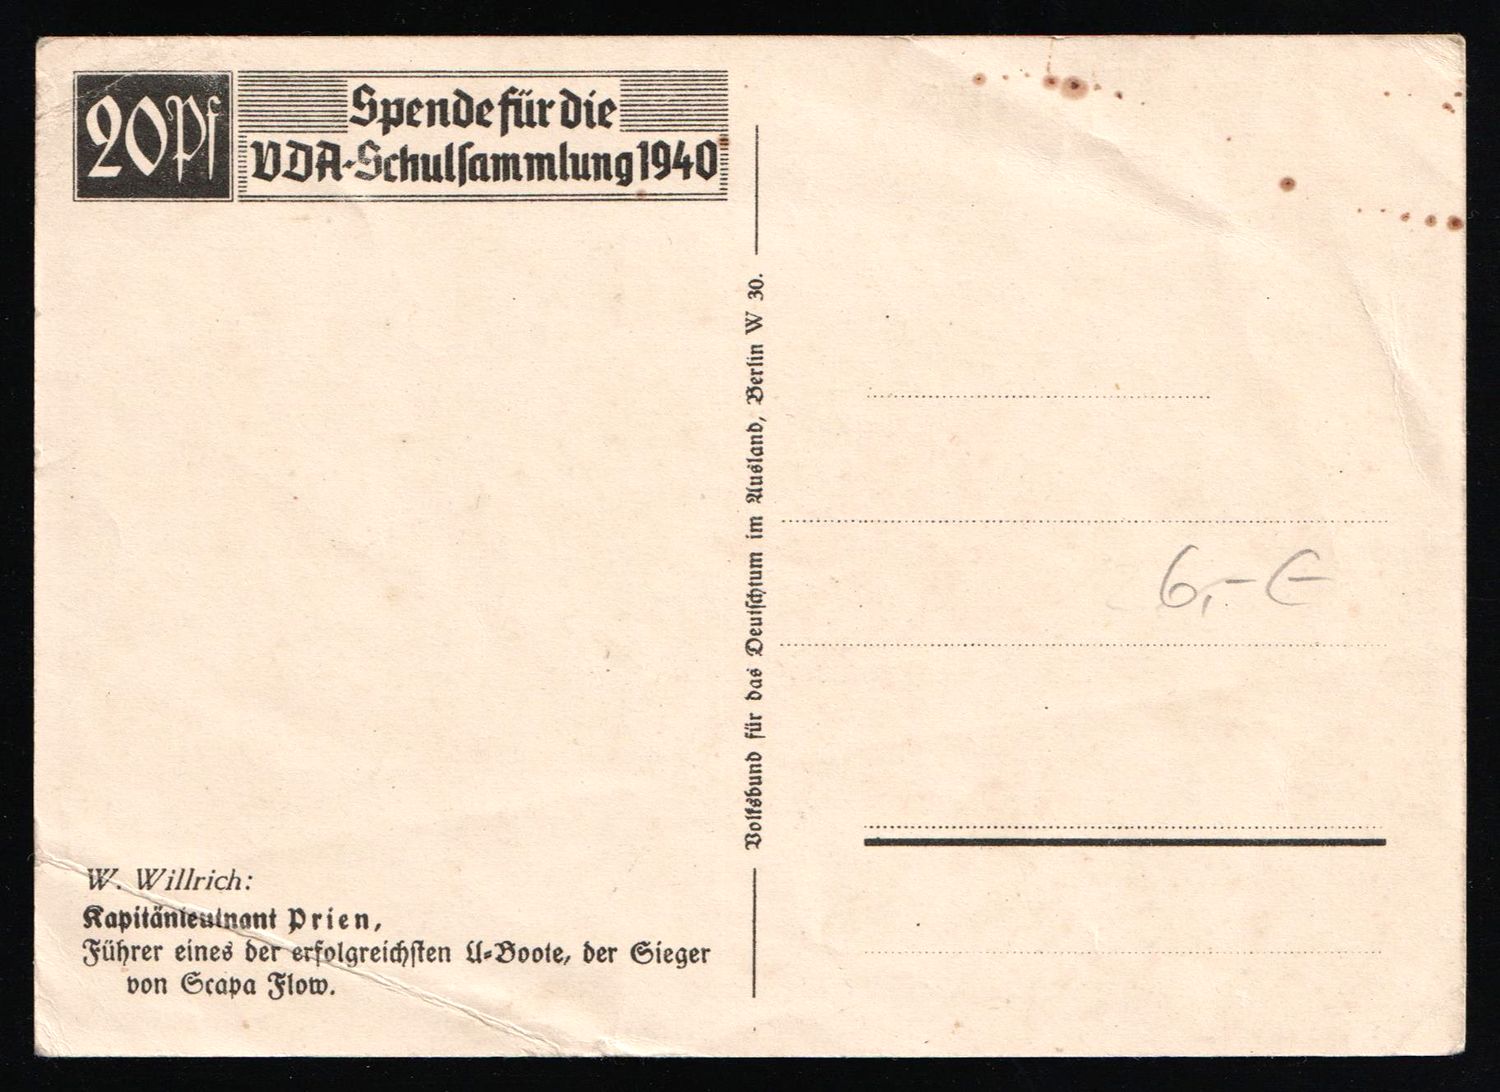 20Pf
Spende für die
VDA-Schulsammlung 1940
Volksbund für das Deutschtum im Ausland, Berlin W 30.
6,- €
W. Willrich:
Kapitänleutnant Prien,
Führer eines der erfolgreichsten U-Boote, der Sieger
von Scapa Flow.